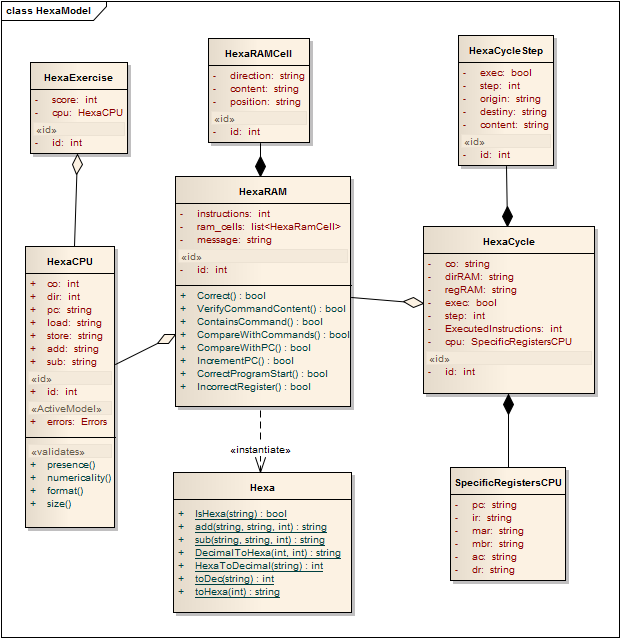 class HexaModel
HexaExercise
- score: int
- cpu: HexaCPU
«id»
- id: int
HexaRAMCell
- direction: string
- content: string
- position: string
«id»
- id: int
HexaCycleStep
- exec: bool
- step: int
- origin: string
- destiny: string
- content: string
«id»
- id: int
HexaRAM
- instructions: int
- ram_cells: list<HexaRamCell>
- message: string
«id»
- id: int
+ Correct() : bool
+ VerifyCommandContent() : bool
+ ContainsCommand() : bool
+ CompareWithCommands() : bool
+ CompareWithPC() : bool
+ IncrementPC() : bool
+ CorrectProgramStart() : bool
+ IncorrectRegister() : bool
HexaCycle
- co: string
- dirRAM: string
- regRAM: string
- exec: bool
- step: int
- ExecutedInstructions: int
- cpu: SpecificRegistersCPU
«id»
- id: int
HexaCPU
+ co: int
+ dir: int
+ pc: string
+ load: string
+ store: string
+ add: string
+ sub: string
«id»
+ id: int
«ActiveModel»
+ errors: Errors
«validates»
+ presence()
+ numericality()
+ format()
+ size()
«instantiate»
Hexa
+ IsHexa(string) : bool
+ add(string, string, int) : string
+ sub(string, string, int) : string
+ DecimalToHexa(int, int) : string
+ HexaToDecimal(string) : int
+ toDec(string) : int
+ toHexa(int) : string
SpecificRegistersCPU
- pc: string
- ir: string
- mar: string
- mbr: string
- ac: string
- dr: string